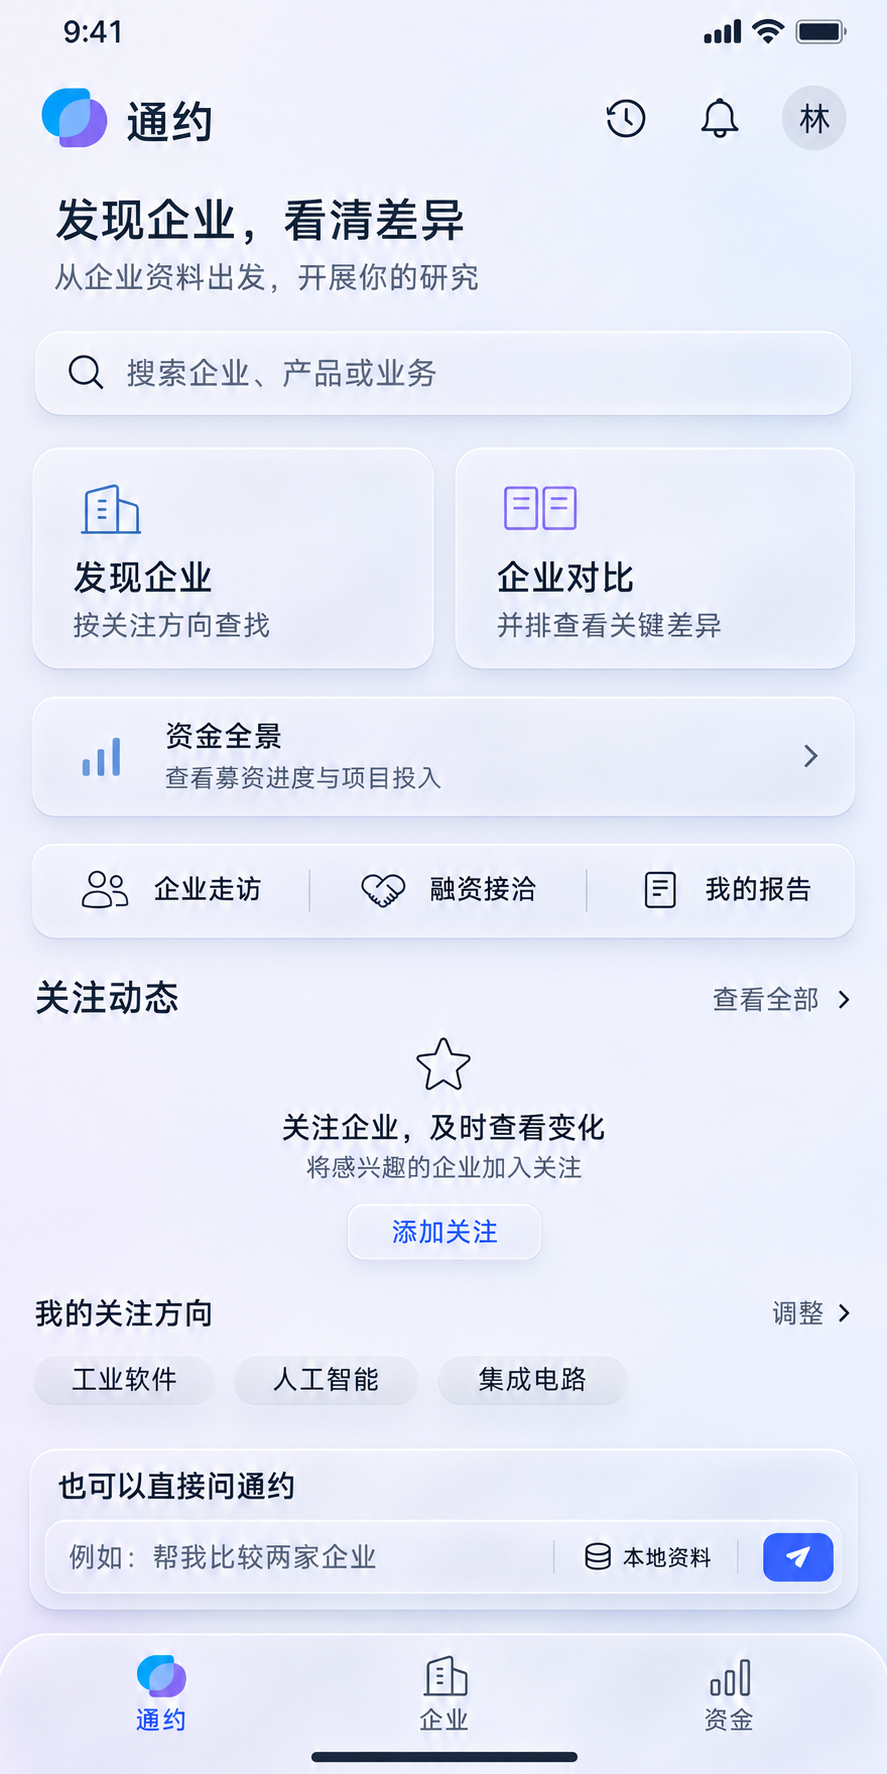 9:41
通约
林
发现企业，看清差异
从企业资料出发，开展你的研究
搜索企业、产品或业务
发现企业
按关注方向查找
企业对比
并排查看关键差异
资金全景
查看募资进度与项目投入
企业走访
融资接洽
我的报告
关注动态
查看全部
关注企业，及时查看变化
将感兴趣的企业加入关注
添加关注
我的关注方向
调整
工业软件
人工智能
集成电路
也可以直接问通约
例如：帮我比较两家企业
本地资料
通约
企业
资金